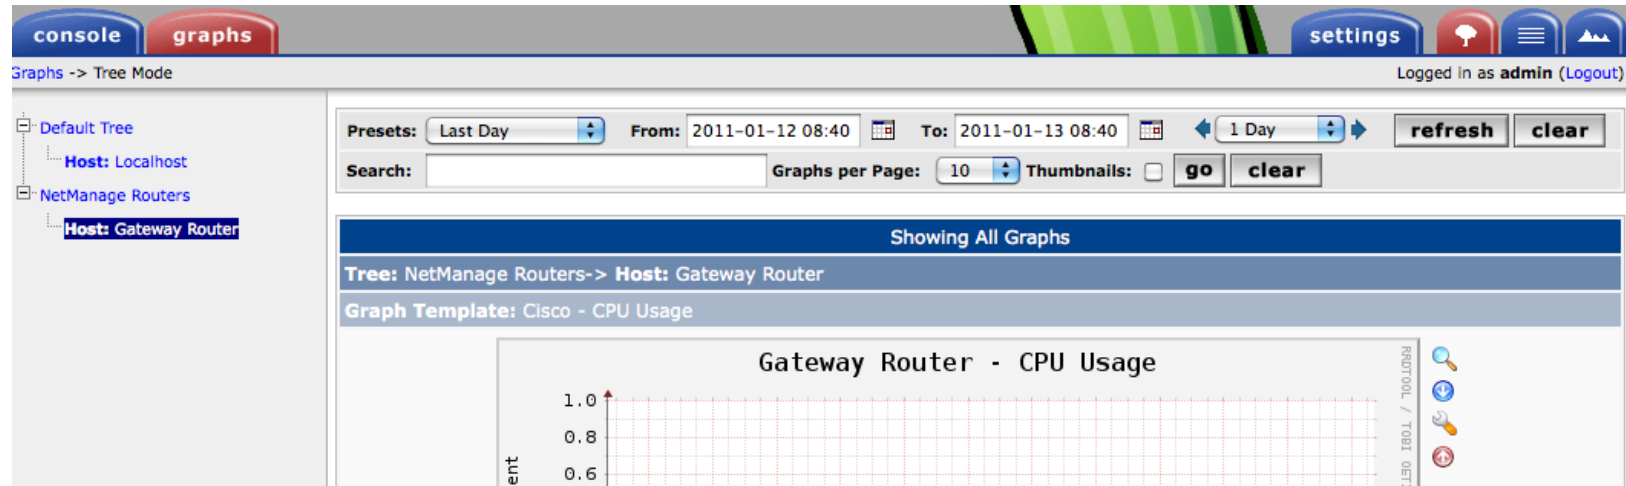 console graphs settings
Graphs -> Tree Mode Logged in as admin (Logout)
Default Tree
Host: Localhost
NetManage Routers
Host: Gateway Router
Presets: Last Day From: 2011-01-12 08:40 To: 2011-01-13 08:40 1 Day refresh clear
Search: Graphs per Page: 10 Thumbnails: go clear
Showing All Graphs
Tree: NetManage Routers-> Host: Gateway Router
Graph Template: Cisco - CPU Usage
Gateway Router - CPU Usage
1.0
0.8
0.6
RRDTOOL / TOBI